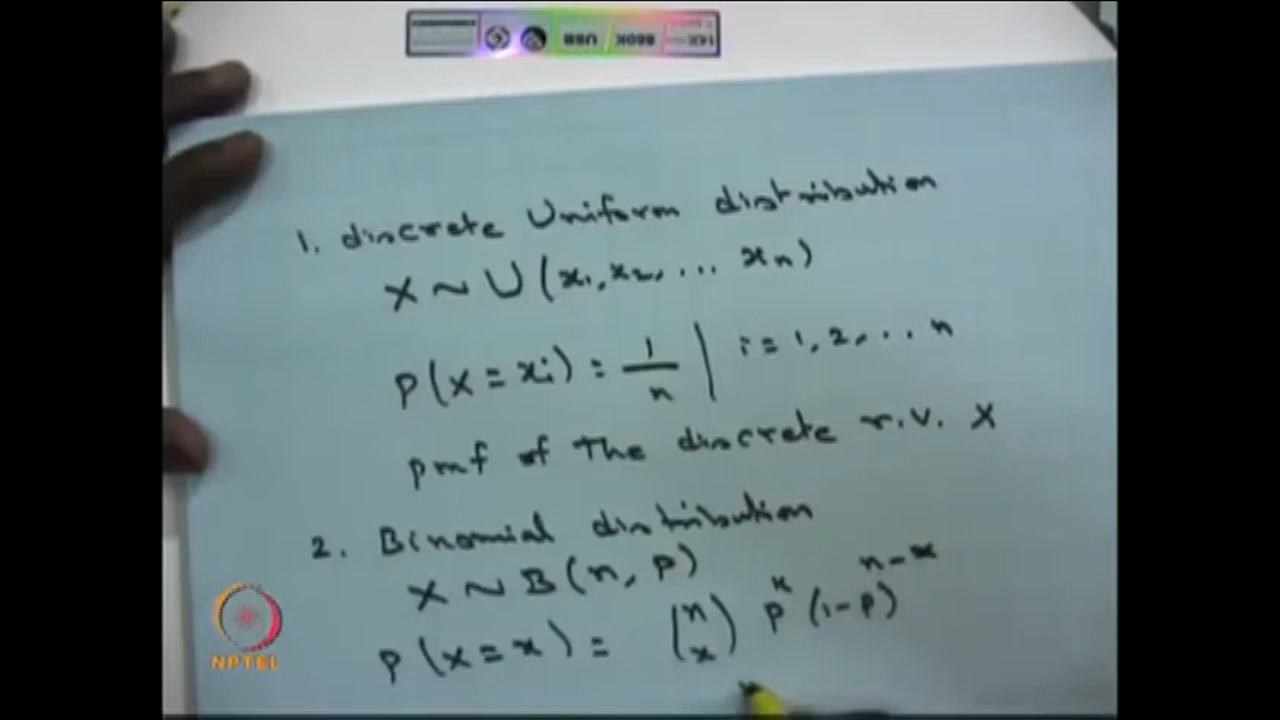 1. discrete Uniform distribution
X ~ U (x₁, x₂, ... xₙ)
P(X = xᵢ) = 1/n | i = 1, 2, .. n
pmf of The discrete r.v. X
2. Binomial distribution
X ~ B(n, p)
P(X = x) = (n x) pˣ (1-p)ⁿ⁻ˣ
NPTEL